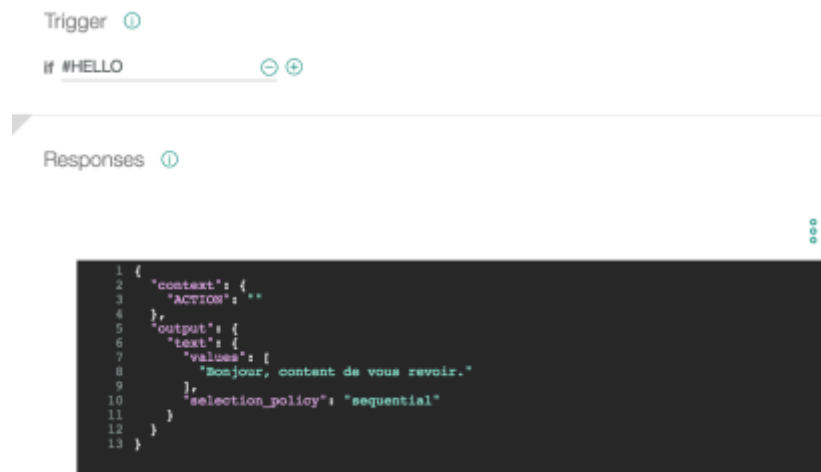 Trigger
if #HELLO
Responses
1 {
2 "context": {
3 "ACTION": ""
4 },
5 "output": {
6 "text": {
7 "values": [
8 "Bonjour, content de vous revoir."
9 ],
10 "selection_policy": "sequential"
11 }
12 }
13 }